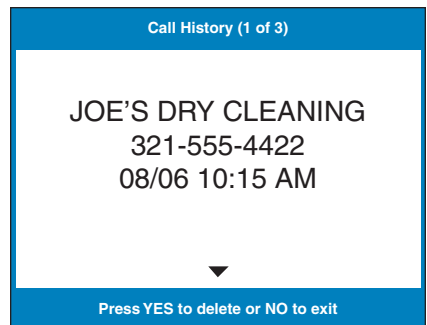 Call History (1 of 3)
JOE'S DRY CLEANING
321-555-4422
08/06 10:15 AM
Press YES to delete or NO to exit